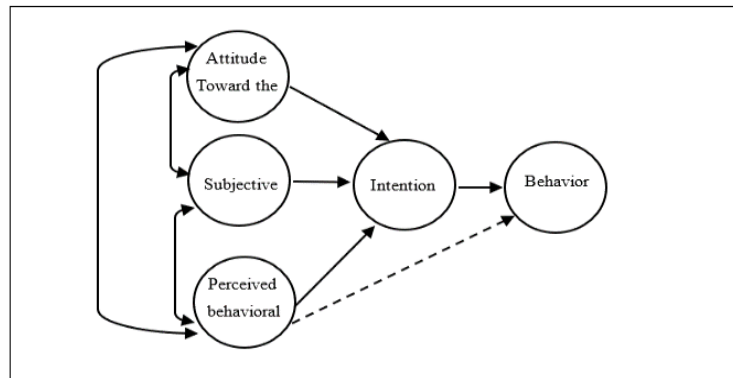 Attitude
Toward the
Subjective
Intention
Behavior
Perceived
behavioral